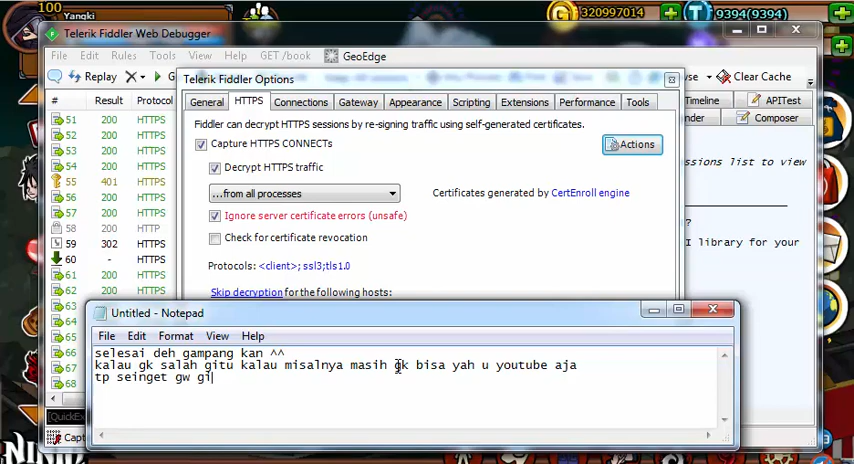 100
Yangki
320997014
T
9394(9394)
Telerik Fiddler Web Debugger
File Edit Rules Tools View Help GET /book GeoEdge
Replay
Clear Cache
Telerik Fiddler Options
General HTTPS Connections Gateway Appearance Scripting Extensions Performance Tools
Timeline APITest
Composer
# Result Protocol
51 200 HTTPS
52 200 HTTPS
53 200 HTTPS
54 200 HTTPS
55 401 HTTPS
56 200 HTTPS
57 200 HTTPS
58 200 HTTP
59 302 HTTP
60 - HTTP
61 200 HTTPS
62
63
64
65
66
67
68
Fiddler can decrypt HTTPS sessions by re-signing traffic using self-generated certificates.
Capture HTTPS CONNECTs
Actions
Decrypt HTTPS traffic
...from all processes
Certificates generated by CertEnroll engine
Ignore server certificate errors (unsafe)
Check for certificate revocation
Protocols: <client>; ssl3;tls1.0
Skip decryption for the following hosts:
library for your
Untitled - Notepad
File Edit Format View Help
selesai deh gampang kan ^^
kalau gk salah gitu kalau misalnya masih gk bisa yah u youtube aja
tp seinget gw gi